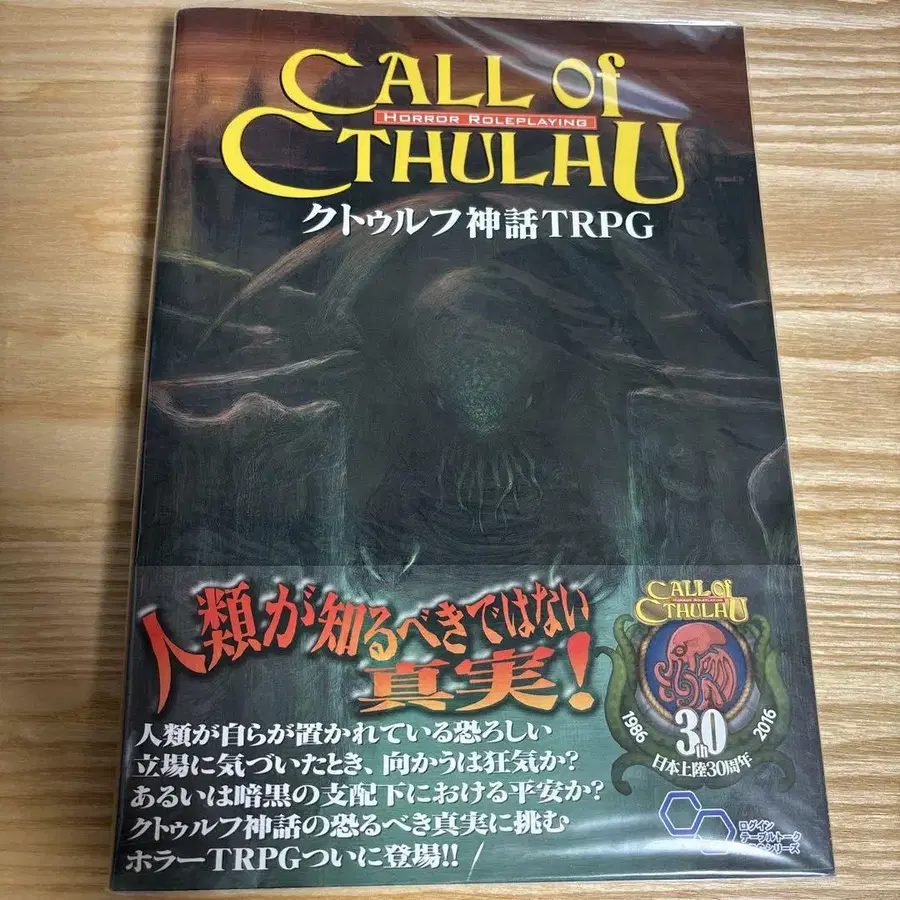 CALL of
HORROR ROLEPLAYING
CTHULHU
クトゥルフ神話TRPG
人類が知るべきではない
真実!
人類が自らが置かれている恐ろしい
立場に気づいたとき、向かうは狂気か?
あるいは暗黒の支配下における平安か?
クトゥルフ神話の恐るべき真実に挑む
ホラーTRPGついに登場!!
CALL of
HORROR ROLEPLAYING
CTHULHU
1986
30th
2016
日本上陸30周年
ログイン
テーブルトーク
シリーズ